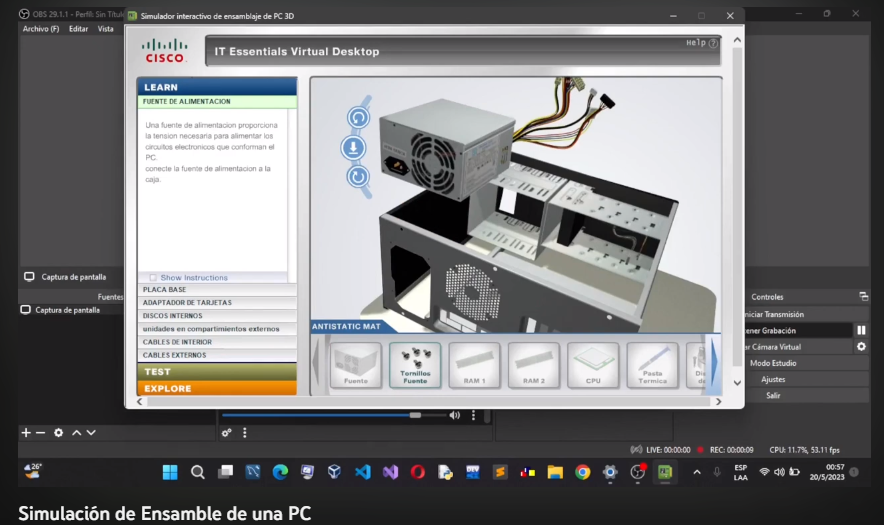 OBS 29.1.1 - Perfil: Sin Título
Simulador interactivo de ensamblaje de PC 3D
Archivo (F) Editar Vista
CISCO
IT Essentials Virtual Desktop
Help ?
LEARN
FUENTE DE ALIMENTACION
Una fuente de alimentacion proporciona
la tension necesaria para alimentar los
circuitos electronicos que conforman el
PC.
conecte la fuente de alimentacion a la
caja.
Show Instructions
PLACA BASE
ADAPTADOR DE TARJETAS
DISCOS INTERNOS
unidades en compartimientos externos
CABLES DE INTERIOR
CABLES EXTERNOS
TEST
EXPLORE
ANTISTATIC MAT
Fuente
Tornillos
Fuente
RAM 1
RAM 2
CPU
Pasta
Termica
Captura de pantalla
Fuentes
Captura de pantalla
Controles
Iniciar Transmisión
tener Grabación
ar Cámara Virtual
Modo Estudio
Ajustes
Salir
LIVE: 00:00:00 REC: 00:00:09 CPU: 11.7%, 53.11 fps
26°
ESP
LAA
00:57
20/5/2023
Simulación de Ensamble de una PC